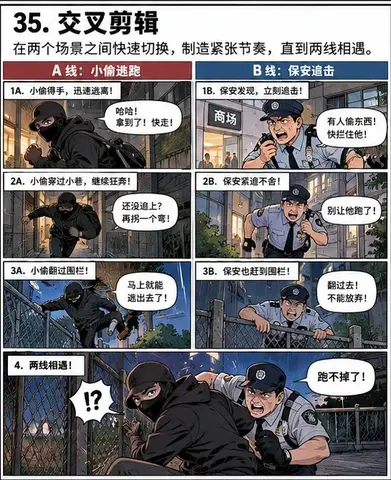 35. 交叉剪辑
在两个场景之间快速切换，制造紧张节奏，直到两线相遇。
A 线：小偷逃跑
B 线：保安追击
1A. 小偷得手，迅速逃离！
哈哈！
拿到了！快走！
1B. 保安发现，立刻追击！
商场
有人偷东西！
快拦住他！
2A. 小偷穿过小巷，继续狂奔！
还没追上？
再拐一个弯！
2B. 保安紧追不舍！
别让他跑了！
3A. 小偷翻过围栏！
马上就能
逃出去了！
3B. 保安也赶到围栏！
翻过去！
不能放弃！
4. 两线相遇！
!?
跑不掉了！